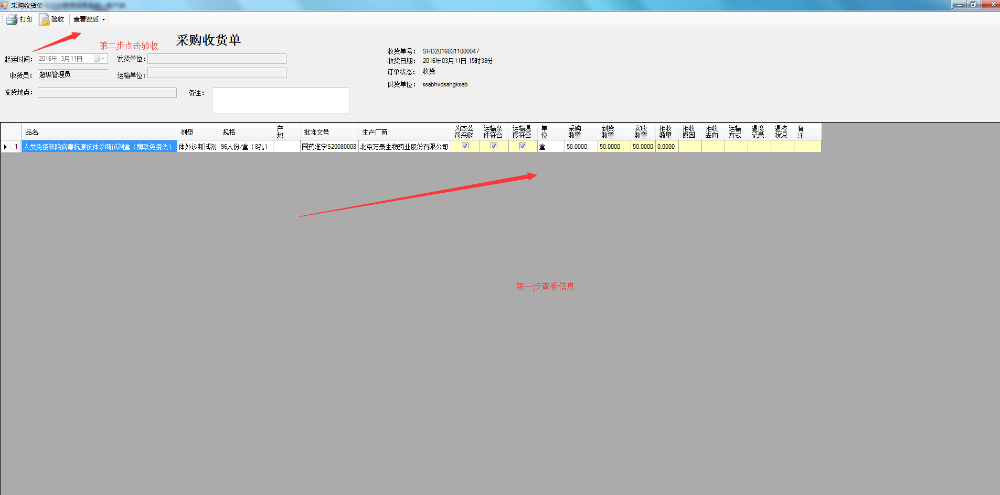 采购收货单
打印 验收 查看资质
第二步点击验收
采购收货单
起运时间： 2016年 3月11日 发货单位：
收货员： 超级管理员 运输单位：
发货地点： 备注：
收货单号： SHD20160311000047
收货日期： 2016年03月11日 15时38分
订单状态： 收货
供货单位： ssabhvdsahgksab
品名 剂型 规格 产地 批准文号 生产厂商 为本公司采购 运输条件符合 运输温度符合 单位 采购数量 到货数量 实收数量 拒收数量 拒收原因 拒收去向 运输方式 温度记录 温控状况 备注
1 人类免疫缺陷病毒抗原抗体诊断试剂盒（酶联免疫法） 体外诊断试剂 96人份/盒（8孔） 国药准字S20080008 北京万泰生物药业股份有限公司 盒 50.0000 50.0000 50.0000 0.0000
第一步查看信息